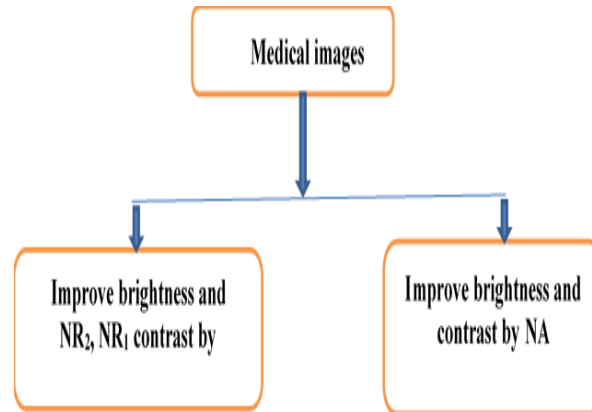 Medical images
Improve brightness and
NR₂, NR₁ contrast by
Improve brightness and
contrast by NA